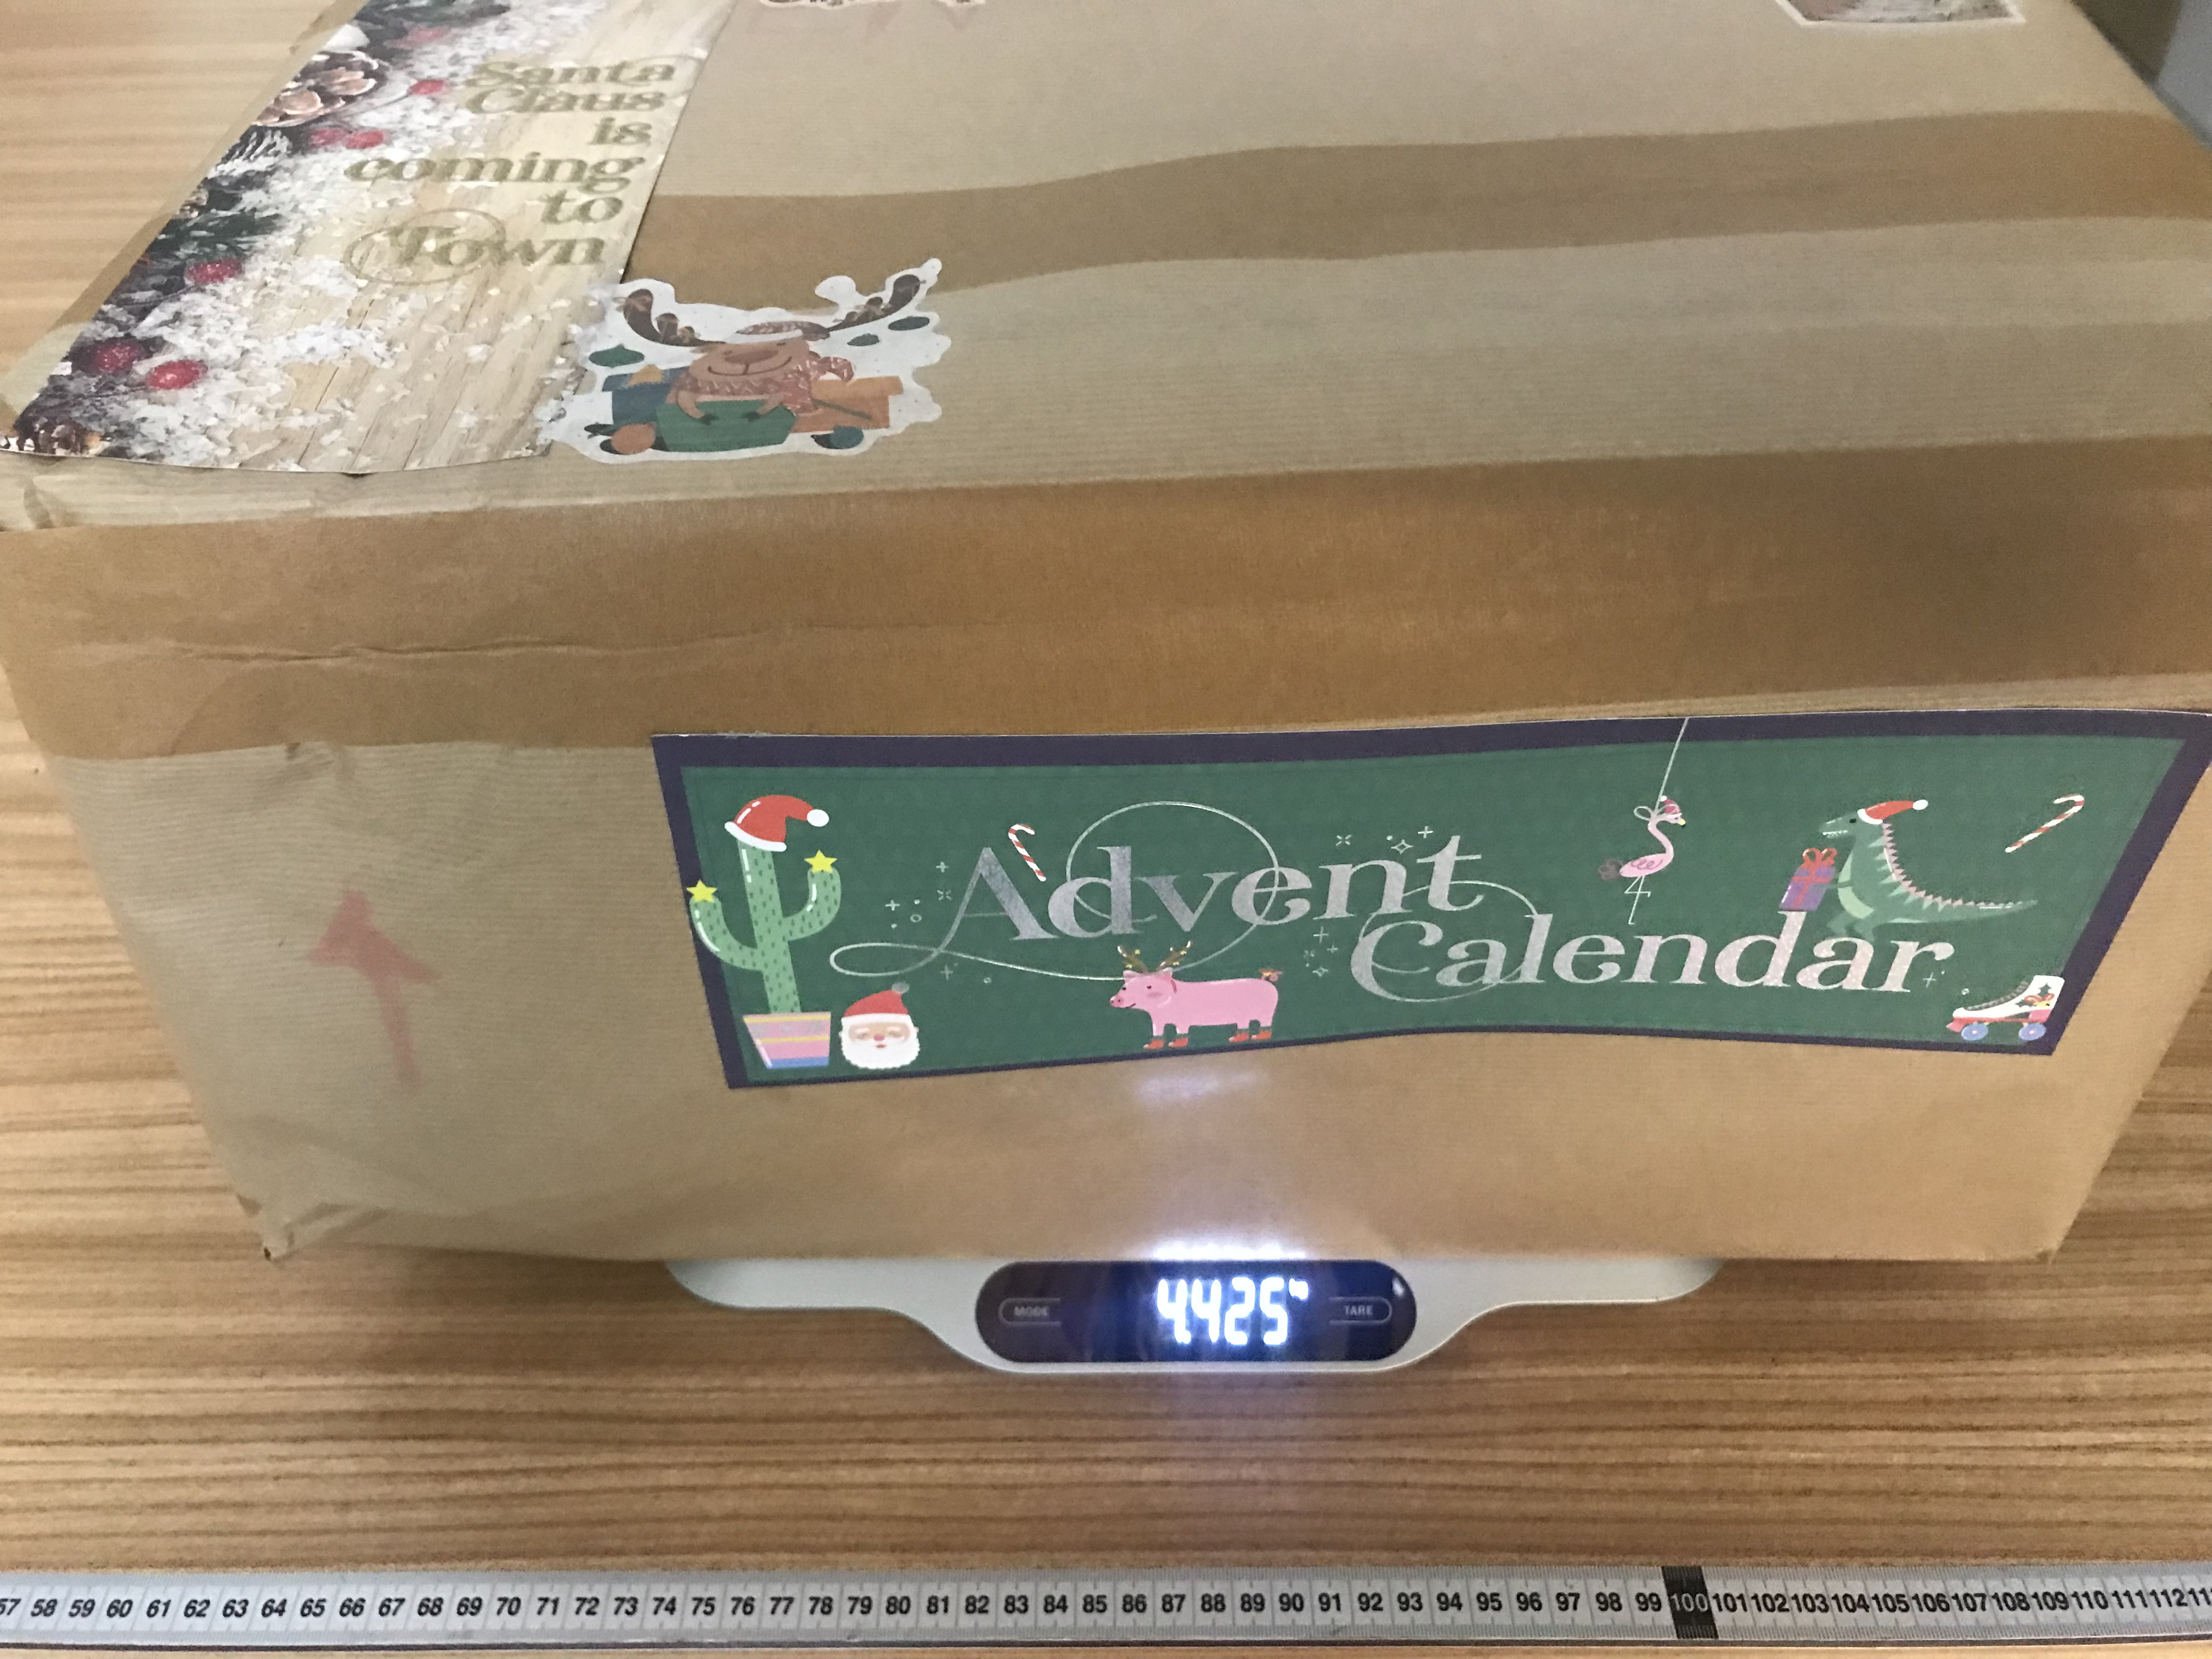 Santa
Claus
is
coming
to
Town
Advent
Calendar
MODE
4.425
TARE
58 59 60 61 62 63 64 65 66 67 68 69 70 71 72 73 74 75 76 77 78 79 80 81 82 83 84 85 86 87 88 89 90 91 92 93 94 95 96 97 98 99 100 101 102 103 104 105 106 107 108 109 110 111 112